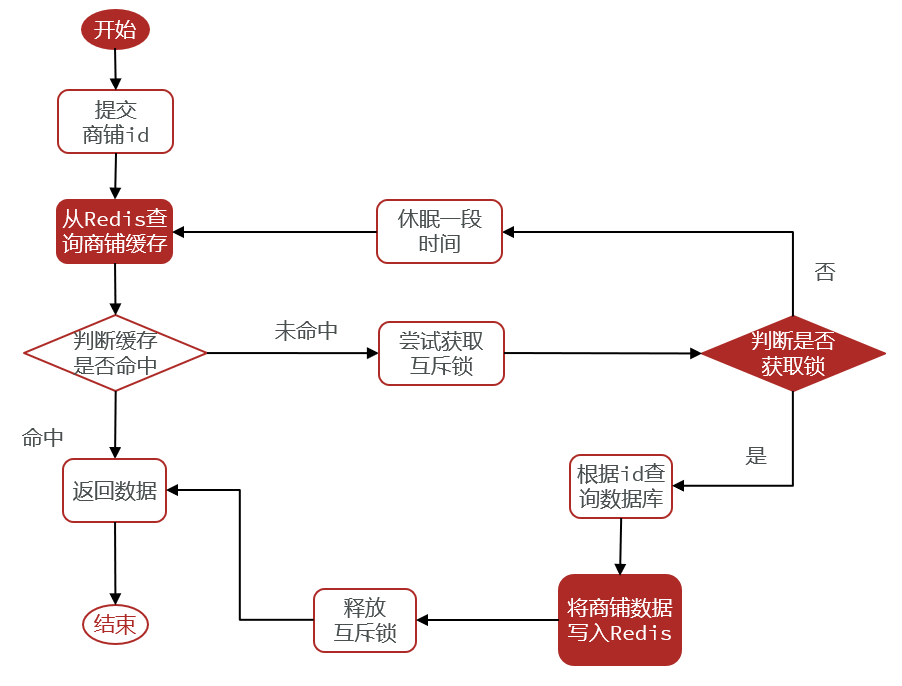 开始
提交
商铺id
从Redis查
询商铺缓存
休眠一段
时间
否
判断缓存
是否命中
未命中
尝试获取
互斥锁
判断是否
获取锁
命中
是
返回数据
根据id查
询数据库
结束
释放
互斥锁
将商铺数据
写入Redis